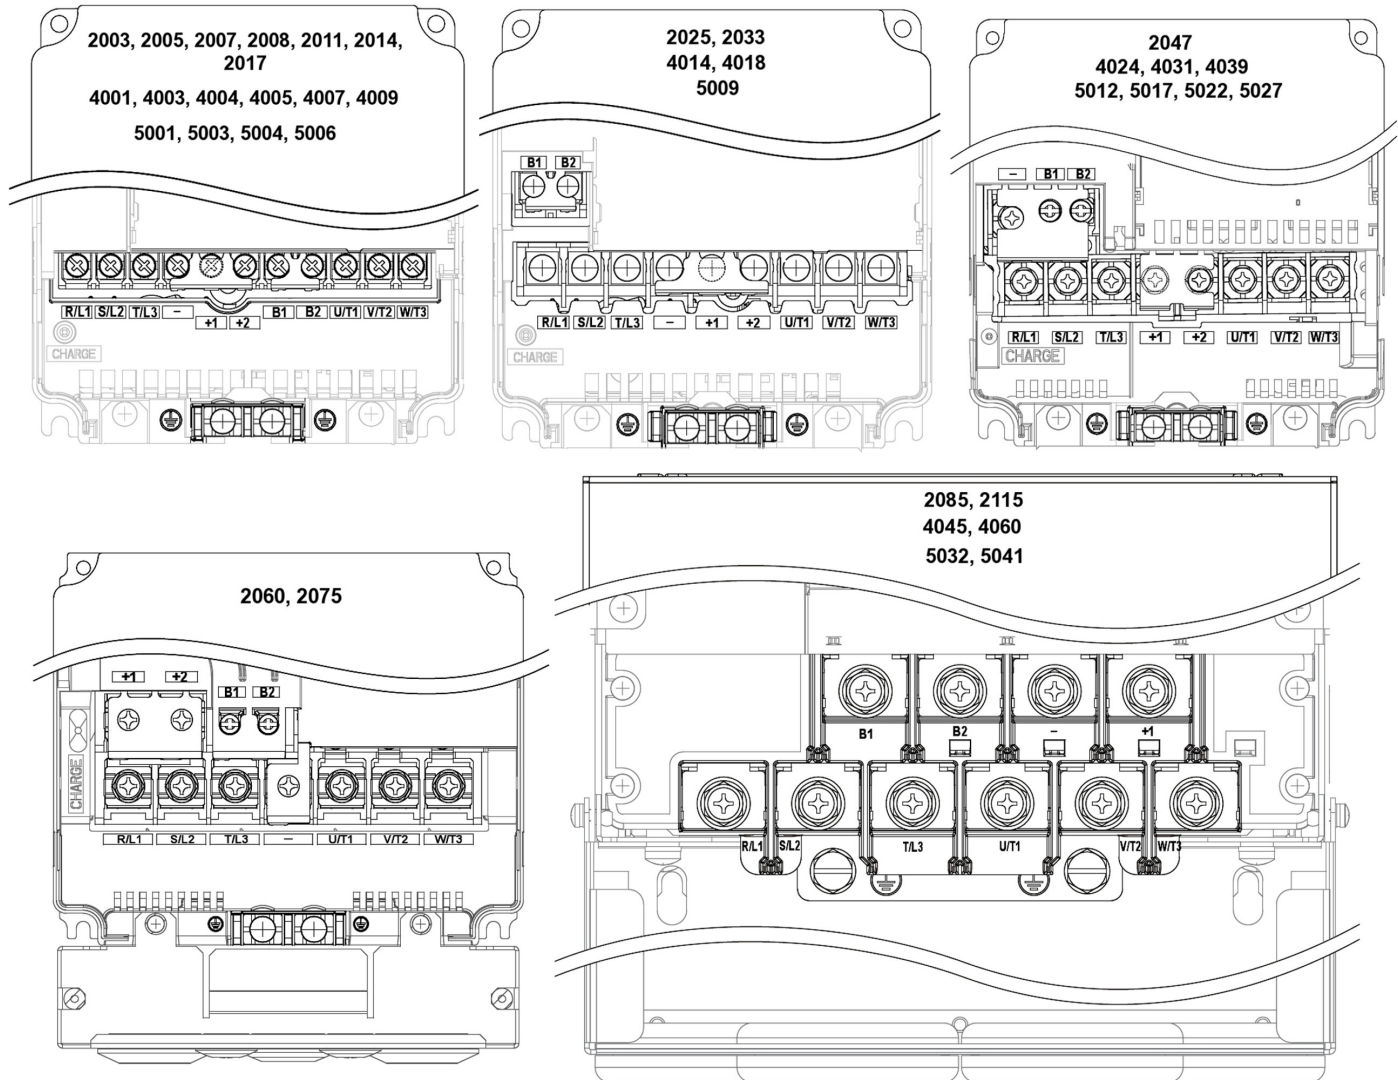 2003, 2005, 2007, 2008, 2011, 2014,
2017
4001, 4003, 4004, 4005, 4007, 4009
5001, 5003, 5004, 5006
R/L1 S/L2 T/L3 − +1 +2 B1 B2 U/T1 V/T2 W/T3
CHARGE
2025, 2033
4014, 4018
5009
B1 B2
R/L1 S/L2 T/L3 − +1 +2 U/T1 V/T2 W/T3
CHARGE
2047
4024, 4031, 4039
5012, 5017, 5022, 5027
− B1 B2
R/L1 S/L2 T/L3 +1 +2 U/T1 V/T2 W/T3
CHARGE
2060, 2075
+1 +2 B1 B2
CHARGE
R/L1 S/L2 T/L3 − U/T1 V/T2 W/T3
2085, 2115
4045, 4060
5032, 5041
B1 B2 − +1
R/L1 S/L2 T/L3 U/T1 V/T2 W/T3